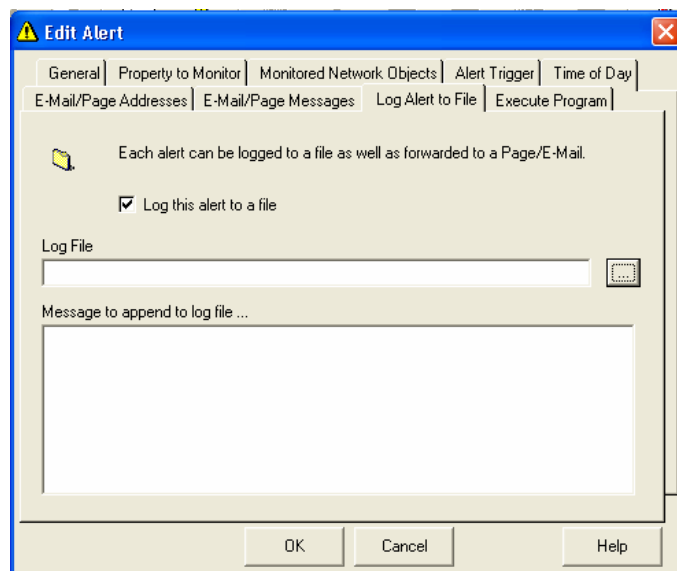 Edit Alert
General Property to Monitor Monitored Network Objects Alert Trigger Time of Day
E-Mail/Page Addresses E-Mail/Page Messages Log Alert to File Execute Program
Each alert can be logged to a file as well as forwarded to a Page/E-Mail.
Log this alert to a file
Log File
...
Message to append to log file ...
OK Cancel Help